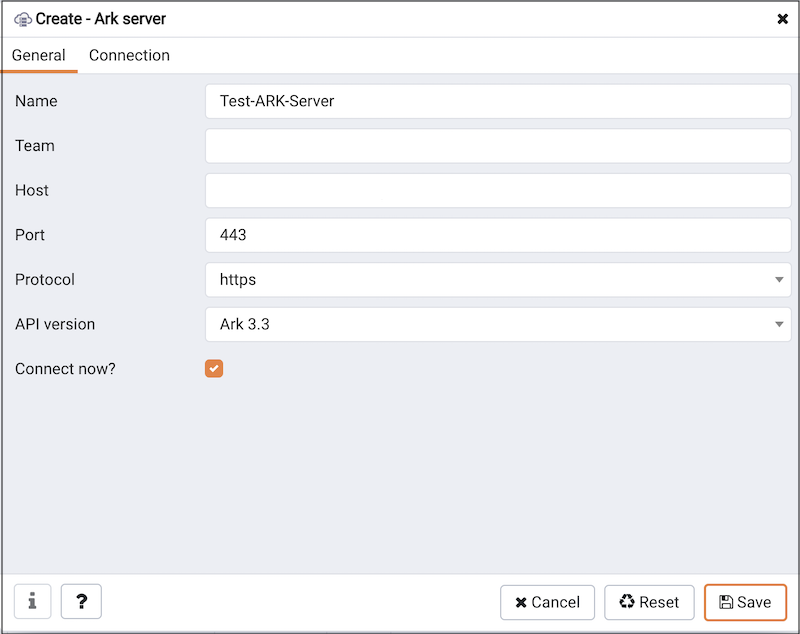 Create - Ark server
General Connection
Name Test-ARK-Server
Team
Host
Port 443
Protocol https
API version Ark 3.3
Connect now?
i ? Cancel Reset Save